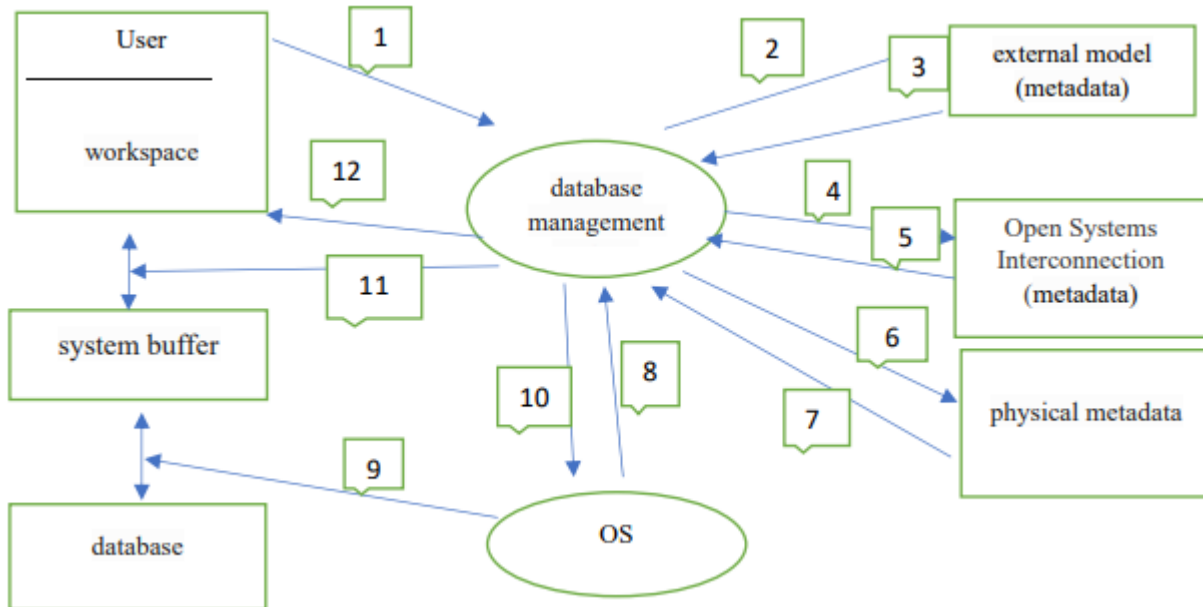 User
workspace
1
2
3
external model
(metadata)
12
database
management
4
5
Open Systems
Interconnection
(metadata)
11
system buffer
6
10
8
7
physical metadata
9
database
OS